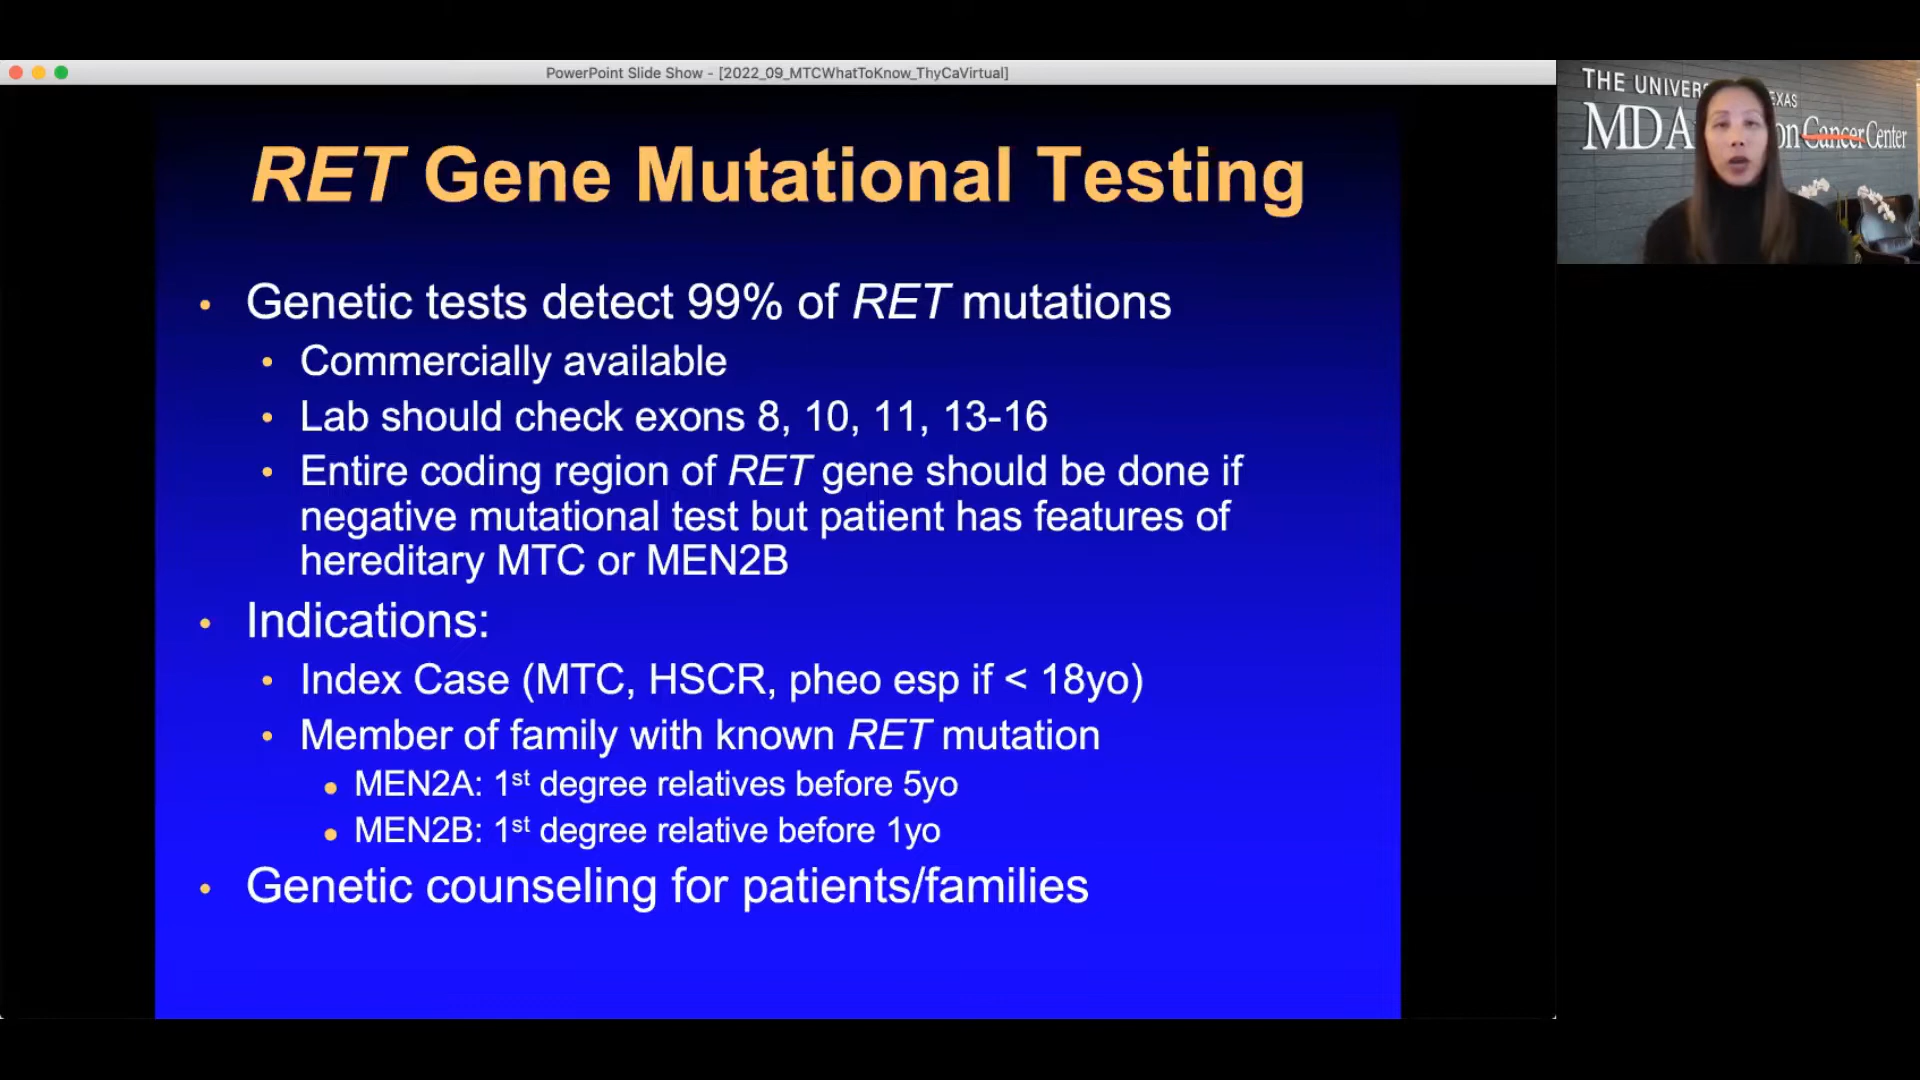 PowerPoint Slide Show - [2022_09_MTCWhatToKnow_ThyCaVirtual]
RET Gene Mutational Testing
• Genetic tests detect 99% of RET mutations
• Commercially available
• Lab should check exons 8, 10, 11, 13-16
• Entire coding region of RET gene should be done if
negative mutational test but patient has features of
hereditary MTC or MEN2B
• Indications:
• Index Case (MTC, HSCR, pheo esp if < 18yo)
• Member of family with known RET mutation
• MEN2A: 1st degree relatives before 5yo
• MEN2B: 1st degree relative before 1yo
• Genetic counseling for patients/families
THE UNIVER EXAS
MD A on Cancer Center